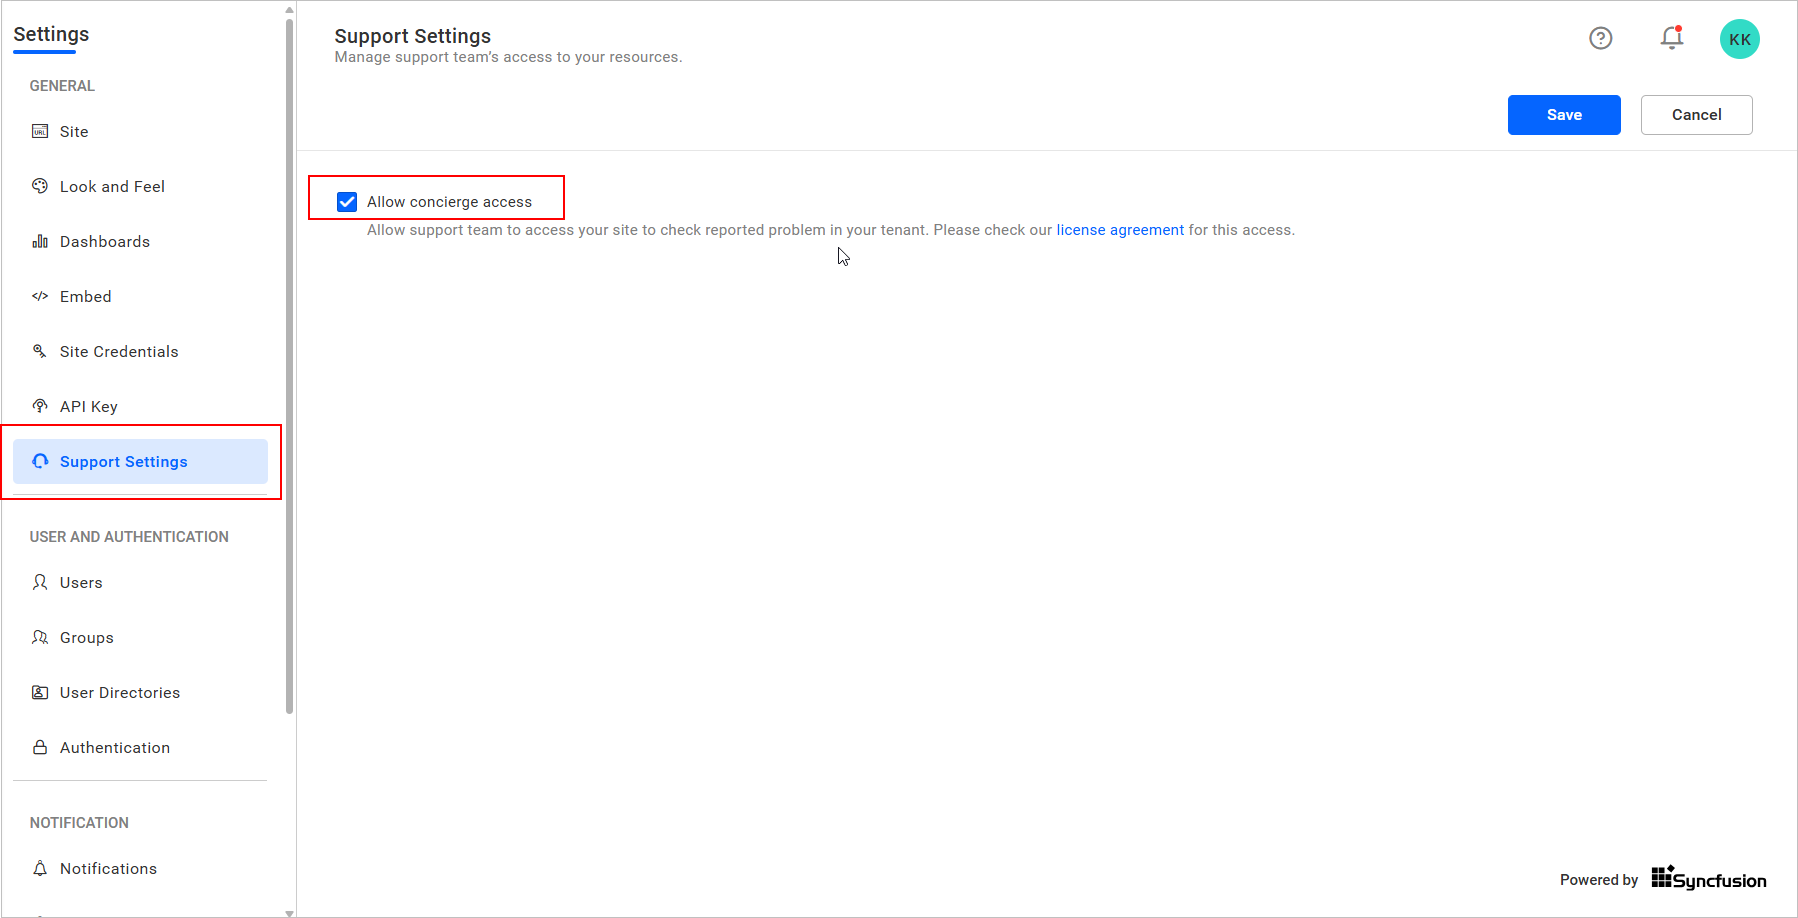 Settings
GENERAL
Site
Look and Feel
Dashboards
Embed
Site Credentials
API Key
Support Settings
USER AND AUTHENTICATION
Users
Groups
User Directories
Authentication
NOTIFICATION
Notifications
Support Settings
Manage support team's access to your resources.
KK
Save
Cancel
Allow concierge access
Allow support team to access your site to check reported problem in your tenant. Please check our license agreement for this access.
Powered by Syncfusion